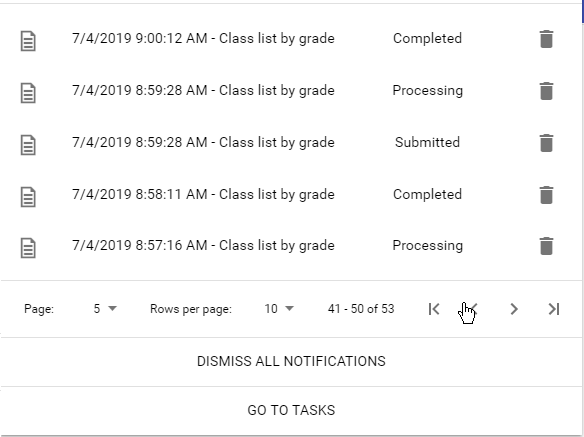 7/4/2019 9:00:12 AM - Class list by grade Completed
7/4/2019 8:59:28 AM - Class list by grade Processing
7/4/2019 8:59:28 AM - Class list by grade Submitted
7/4/2019 8:58:11 AM - Class list by grade Completed
7/4/2019 8:57:16 AM - Class list by grade Processing
Page: 5 Rows per page: 10 41 - 50 of 53
DISMISS ALL NOTIFICATIONS
GO TO TASKS